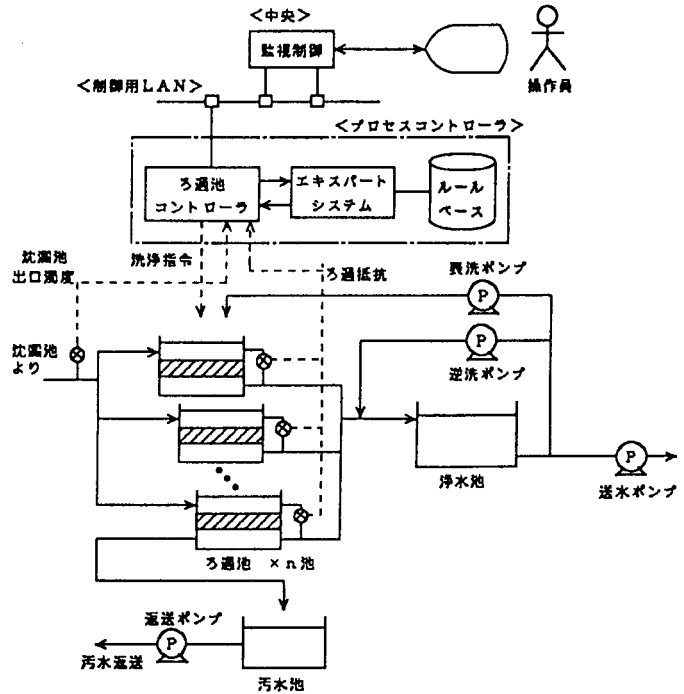 <中央>
監視制御
操作員
<制御用LAN>
<プロセスコントローラ>
ろ過池
コントローラ
エキスパート
システム
ルール
ベース
洗浄指令
沈澱池
出口濁度
ろ過抵抗
表洗ポンプ
P
沈澱池
より
P
逆洗ポンプ
浄水池
P
送水ポンプ
ろ過池 ×n池
返送ポンプ
P
汚水返送
汚水池